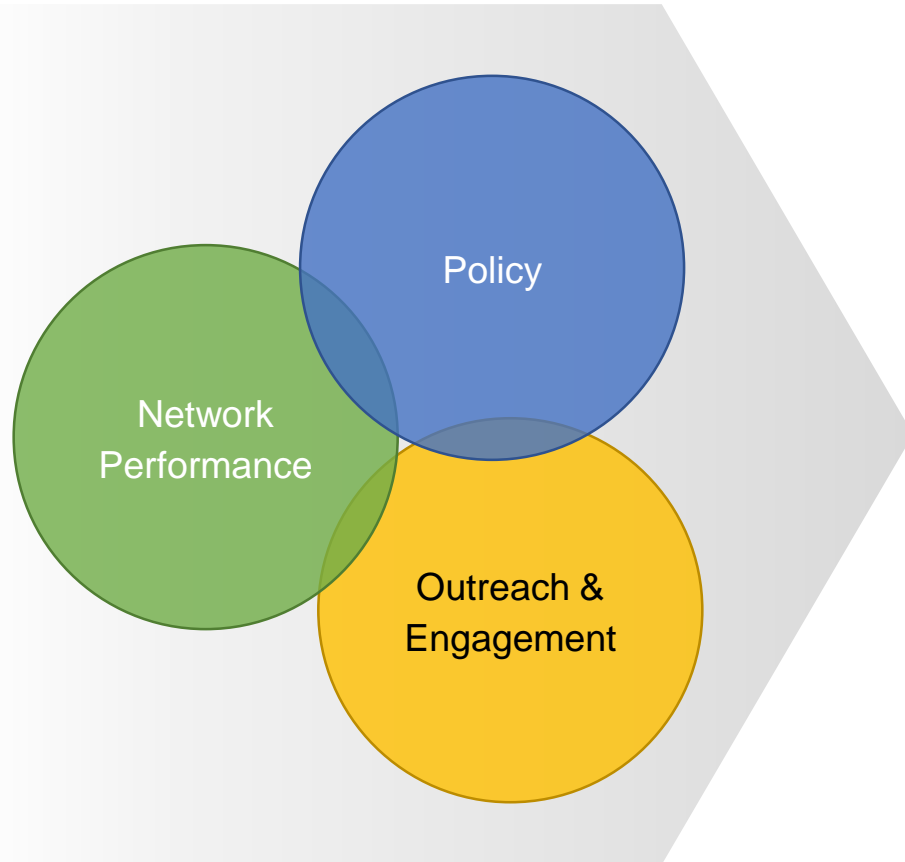 Policy
Network
Performance
Outreach &
Engagement